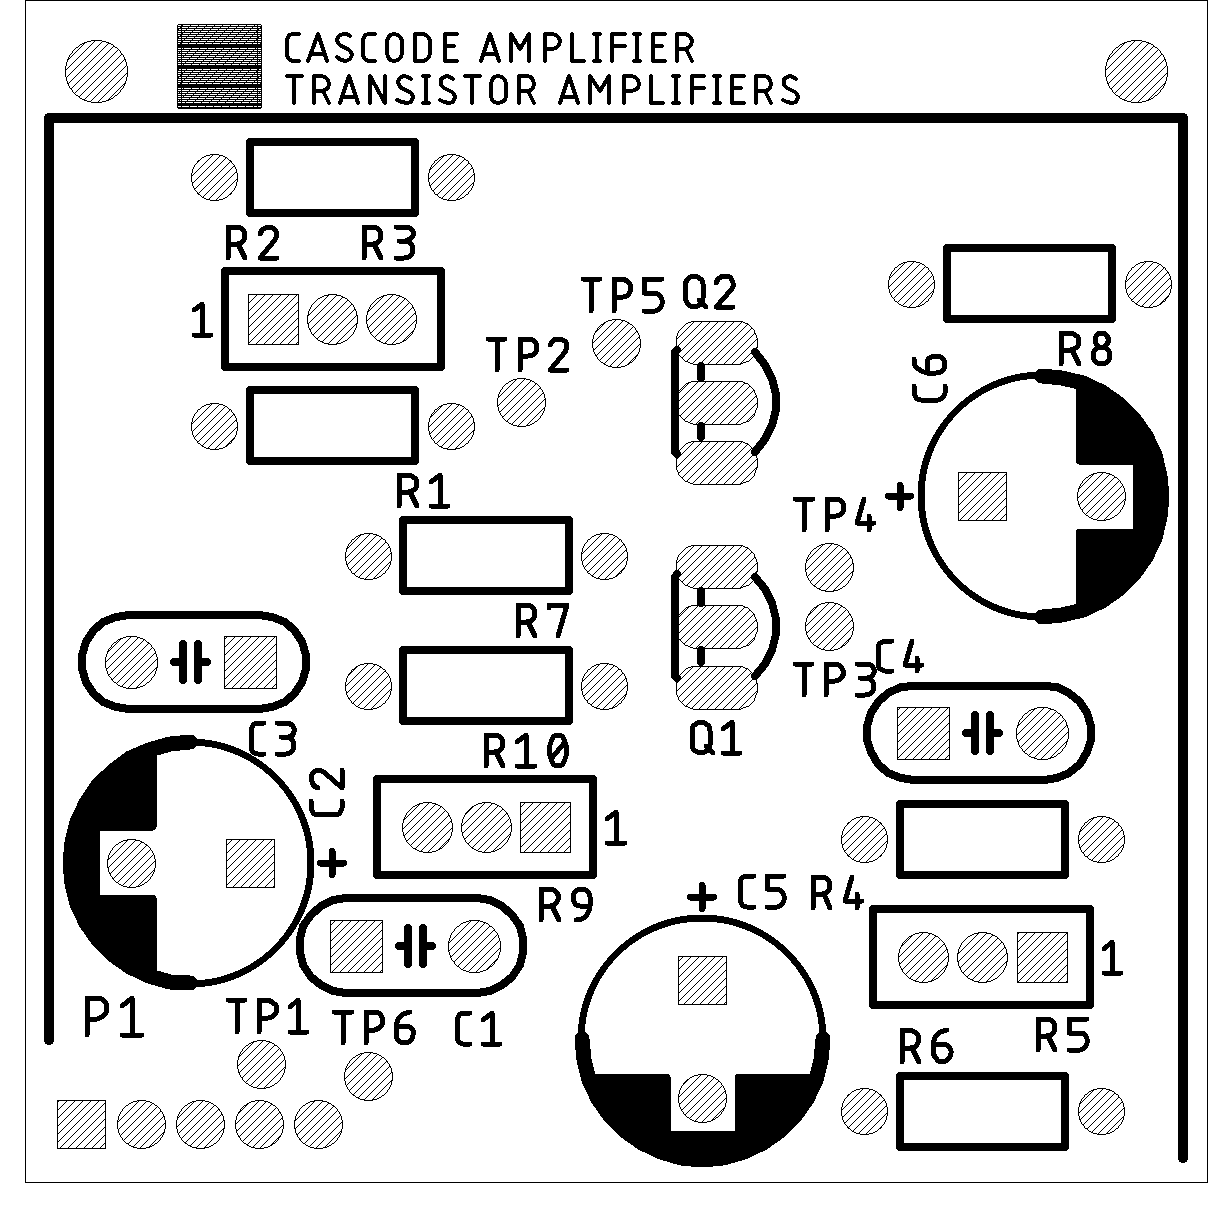 CASCODE AMPLIFIER
TRANSISTOR AMPLIFIERS
R2 R3
1
TP5 Q2
TP2
R8
C6
R1
TP4 +
R7
TP3 C4
Q1
C3
R10
C2
1
+
R9
+ C5 R4
1
P1 TP1 TP6 C1
R6 R5